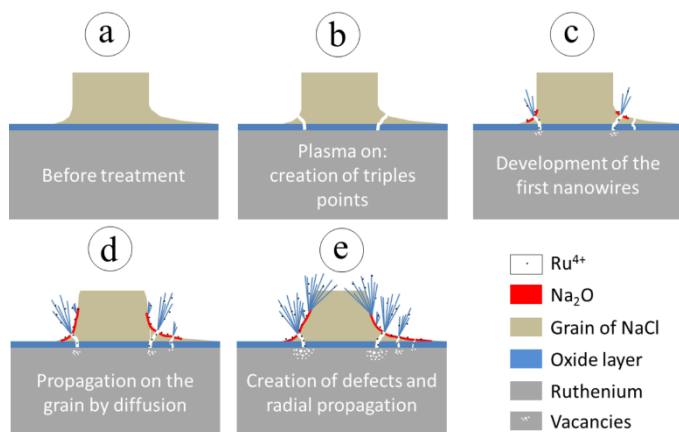 a
b
c
Before treatment
Plasma on:
creation of triples
points
Development of the
first nanowires
d
e
Propagation on the
grain by diffusion
Creation of defects and
radial propagation
Ru⁴⁺
Na₂O
Grain of NaCl
Oxide layer
Ruthenium
Vacancies